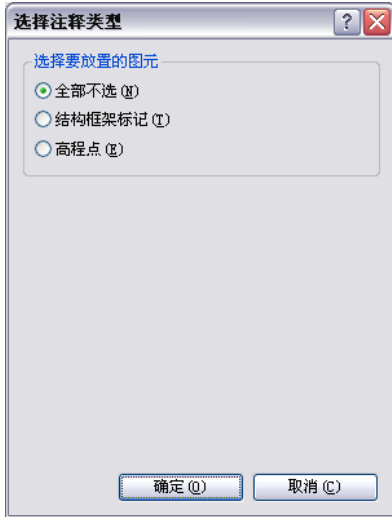 选择注释类型
选择要放置的图元
全部不选(N)
结构框架标记(T)
高程点(E)
确定(O) 取消(C)